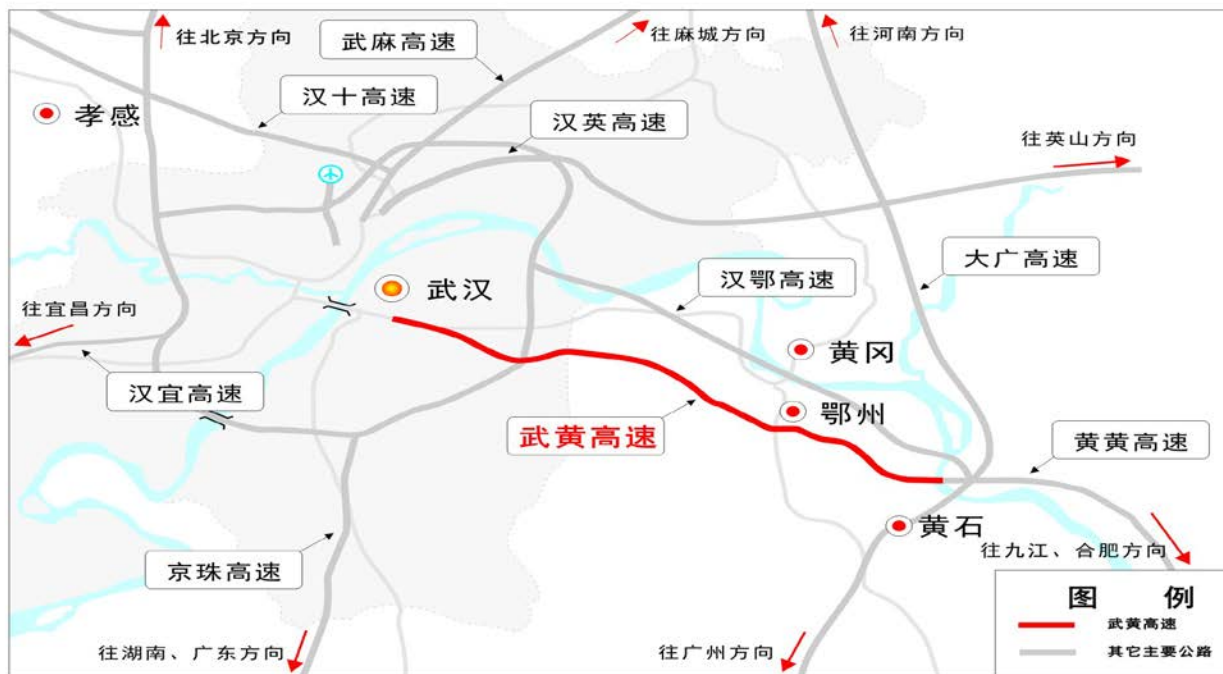 往北京方向
武麻高速
往麻城方向
往河南方向
汉十高速
孝感
汉英高速
往英山方向
大广高速
武汉
汉鄂高速
往宜昌方向
黄冈
汉宜高速
鄂州
武黄高速
黄黄高速
黄石
往九江、合肥方向
京珠高速
往湖南、广东方向
往广州方向
图 例
武黄高速
其它主要公路